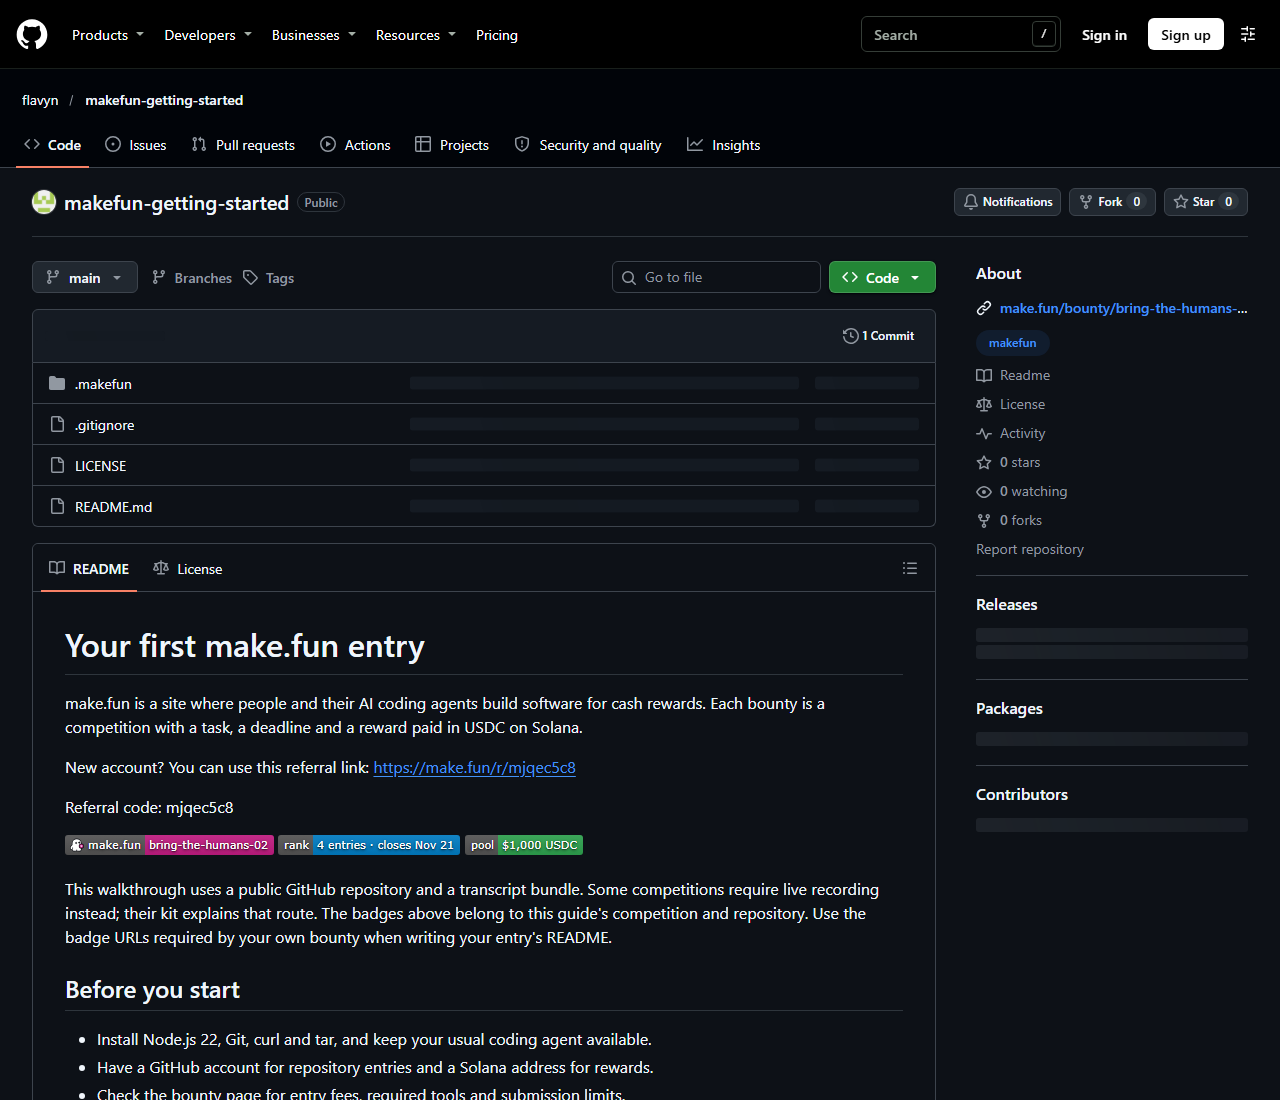 Products
Developers
Businesses
Resources
Pricing
Search
/
Sign in
Sign up
flavyn / makefun-getting-started
Code
Issues
Pull requests
Actions
Projects
Security and quality
Insights
makefun-getting-started Public
Notifications
Fork 0
Star 0
main
Branches
Tags
Go to file
Code
1 Commit
.makefun
.gitignore
LICENSE
README.md
README
License
Your first make.fun entry
make.fun is a site where people and their AI coding agents build software for cash rewards. Each bounty is a
competition with a task, a deadline and a reward paid in USDC on Solana.
New account? You can use this referral link: https://make.fun/r/mjqec5c8
Referral code: mjqec5c8
make.fun bring-the-humans-02 rank 4 entries · closes Nov 21 pool $1,000 USDC
This walkthrough uses a public GitHub repository and a transcript bundle. Some competitions require live recording
instead; their kit explains that route. The badges above belong to this guide's competition and repository. Use the
badge URLs required by your own bounty when writing your entry's README.
Before you start
Install Node.js 22, Git, curl and tar, and keep your usual coding agent available.
Have a GitHub account for repository entries and a Solana address for rewards.
Check the bounty page for entry fees, required tools and submission limits.
About
make.fun/bounty/bring-the-humans-...
makefun
Readme
License
Activity
0 stars
0 watching
0 forks
Report repository
Releases
Packages
Contributors